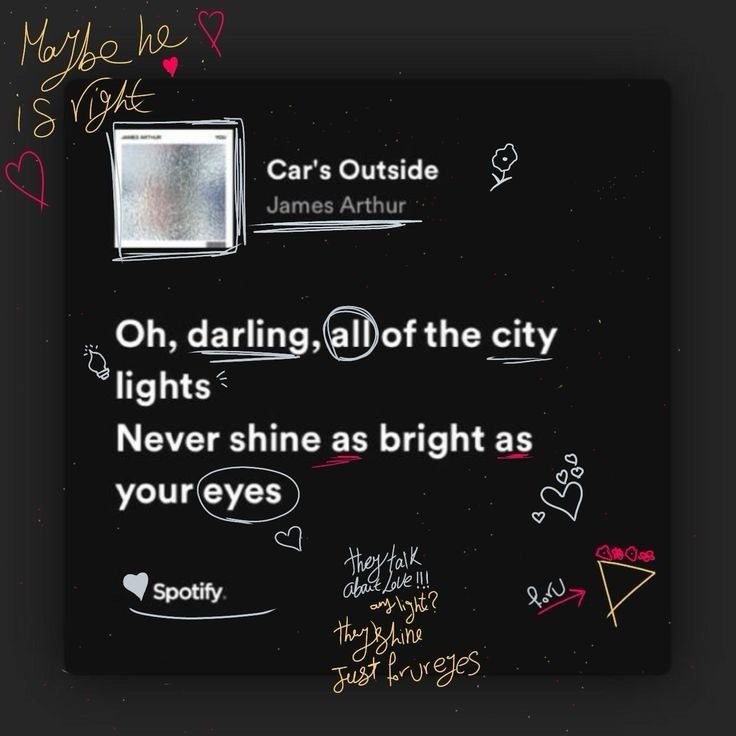 Maybe he
is right
JAMES ARTHUR YOU
Car's Outside
James Arthur
Oh, darling, all of the city
lights
Never shine as bright as
your eyes
Spotify
they talk
about love!!!
any light?
they shine
Just for ur eyes
for u